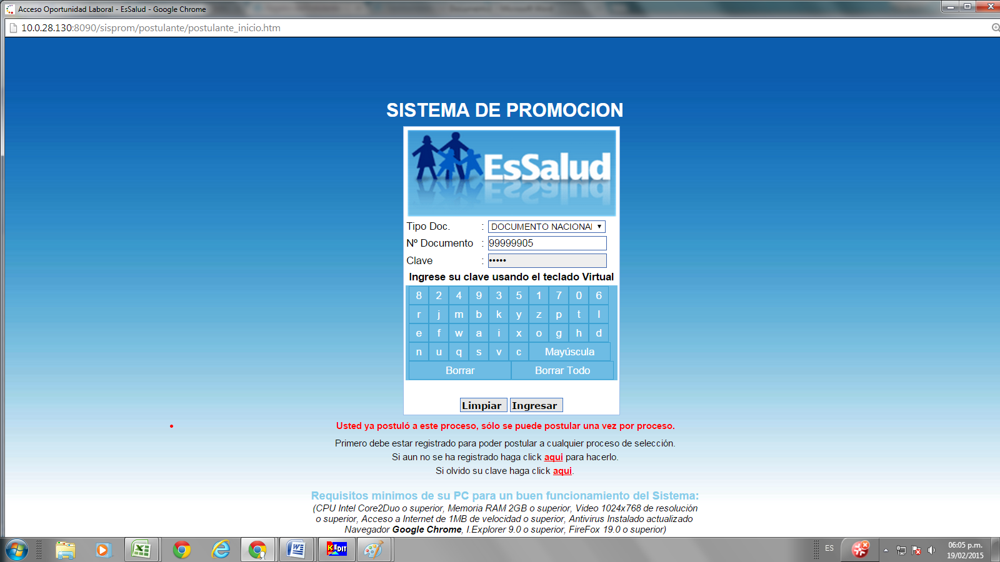 Acceso Oportunidad Laboral - EsSalud - Google Chrome
10.0.28.130:8090/sisprom/postulante/postulante_inicio.htm
SISTEMA DE PROMOCION
EsSalud
Tipo Doc. : DOCUMENTO NACIONAL
Nº Documento : 99999905
Clave : •••••
Ingrese su clave usando el teclado Virtual
8 2 4 9 3 5 1 7 0 6
r j m b k y z p t l
e f w a i x o g h d
n u q s v c Mayúscula
Borrar Borrar Todo
Limpiar Ingresar
• Usted ya postuló a este proceso, sólo se puede postular una vez por proceso.
Primero debe estar registrado para poder postular a cualquier proceso de selección.
Si aun no se ha registrado haga click aqui para hacerlo.
Si olvido su clave haga click aqui.
Requisitos minimos de su PC para un buen funcionamiento del Sistema:
(CPU Intel Core2Duo o superior, Memoria RAM 2GB o superior, Video 1024x768 de resolución
o superior, Acceso a Internet de 1MB de velocidad o superior, Antivirus Instalado actualizado
Navegador Google Chrome, I.Explorer 9.0 o superior, FireFox 19.0 o superior)
KEDIT
ES
06:05 p.m.
19/02/2015